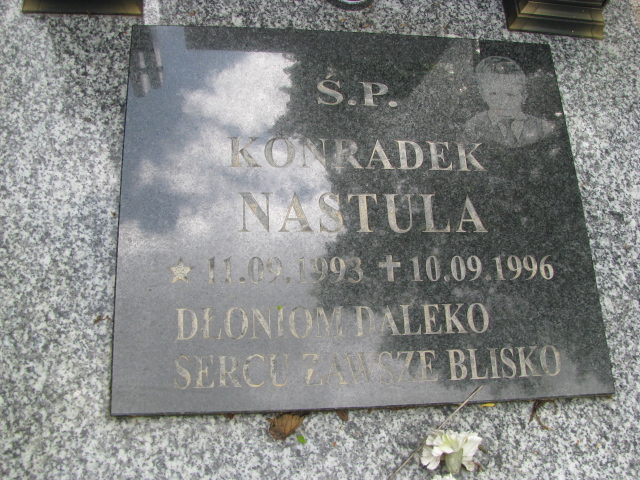 Ś.P.
KONRADEK
NASTULA
★ 11.09.1993 ✝ 10.09.1996
DŁONIOM DALEKO
SERCU ZAWSZE BLISKO